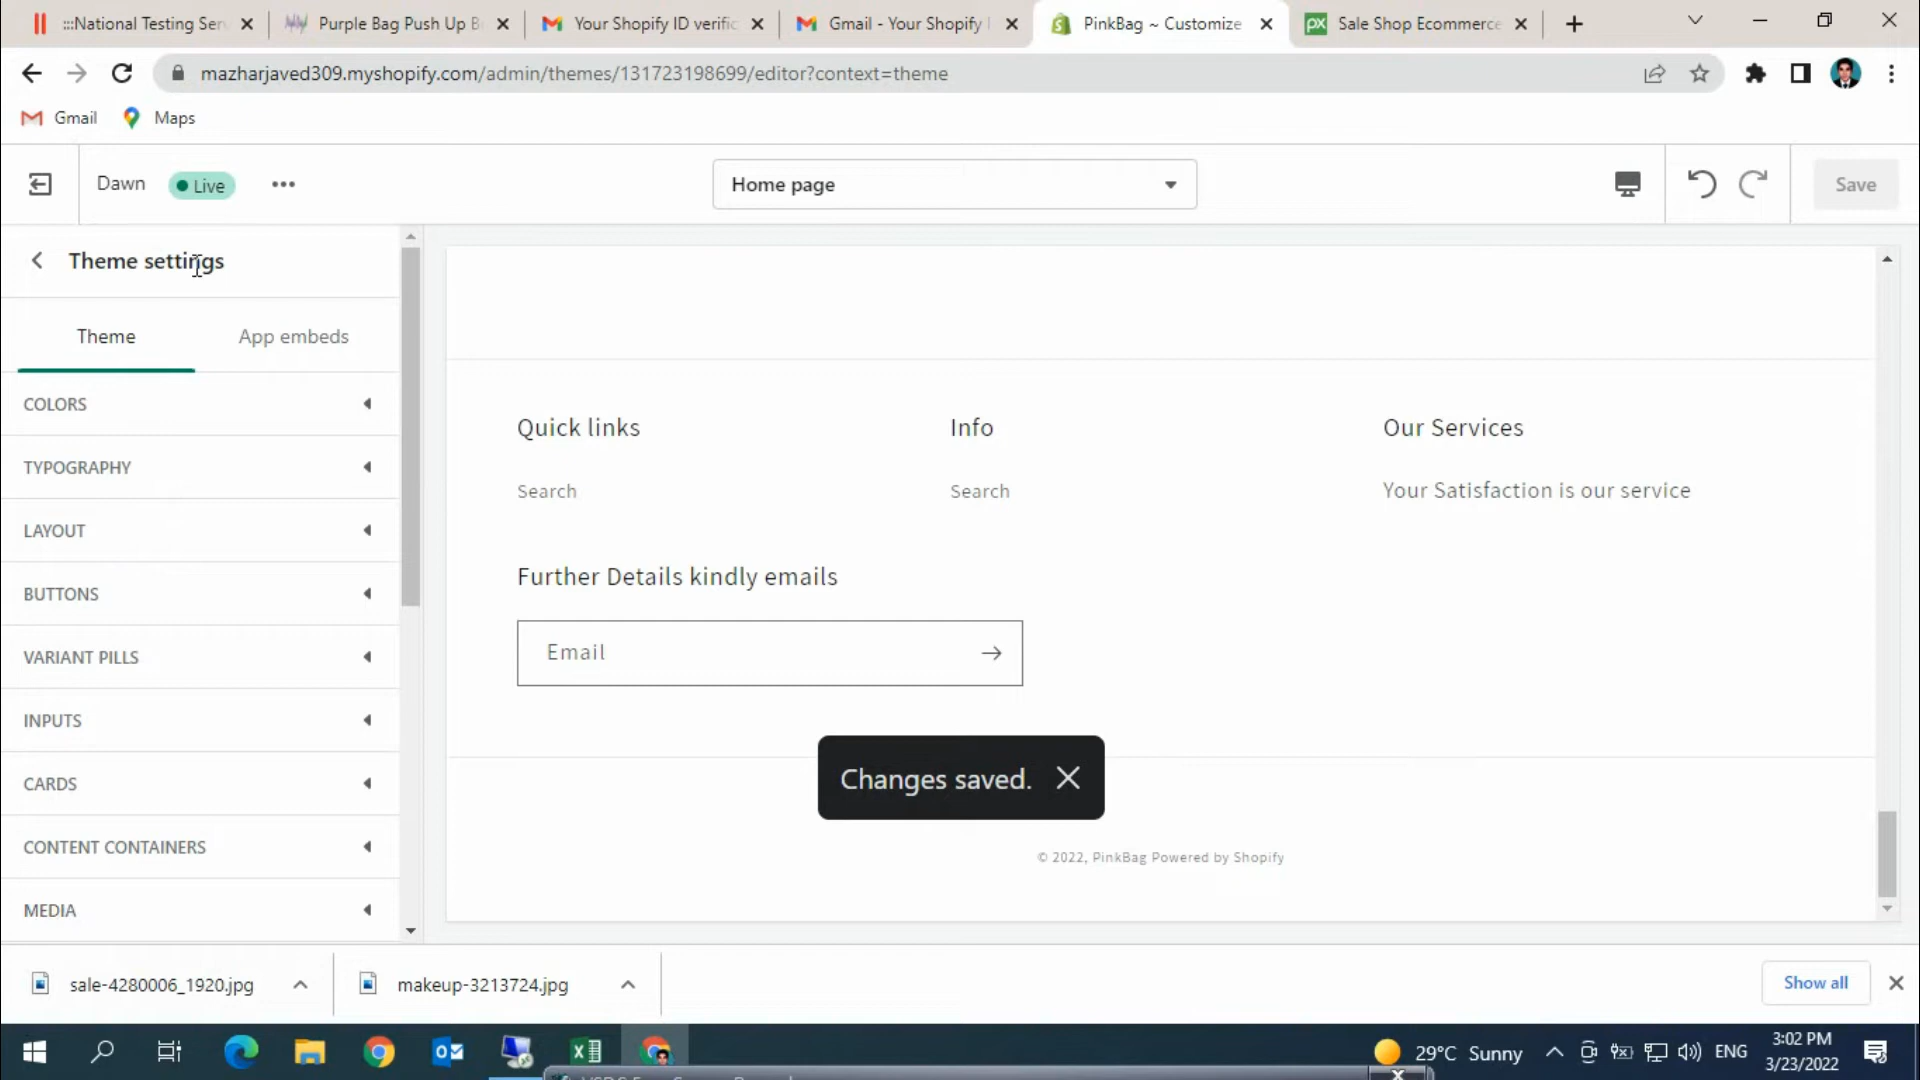 :::National Testing Ser
Purple Bag Push Up B
Your Shopify ID verific
Gmail - Your Shopify
PinkBag ~ Customize
px Sale Shop Ecommerce
mazharjaved309.myshopify.com/admin/themes/131723198699/editor?context=theme
Gmail
Maps
Dawn
Live
Home page
Save
Theme settings
Theme
App embeds
COLORS
TYPOGRAPHY
LAYOUT
BUTTONS
VARIANT PILLS
INPUTS
CARDS
CONTENT CONTAINERS
MEDIA
Quick links
Info
Our Services
Search
Search
Your Satisfaction is our service
Further Details kindly emails
Email
Changes saved.
© 2022, PinkBag Powered by Shopify
sale-4280006_1920.jpg
makeup-3213724.jpg
Show all
29°C Sunny
ENG
3:02 PM
3/23/2022